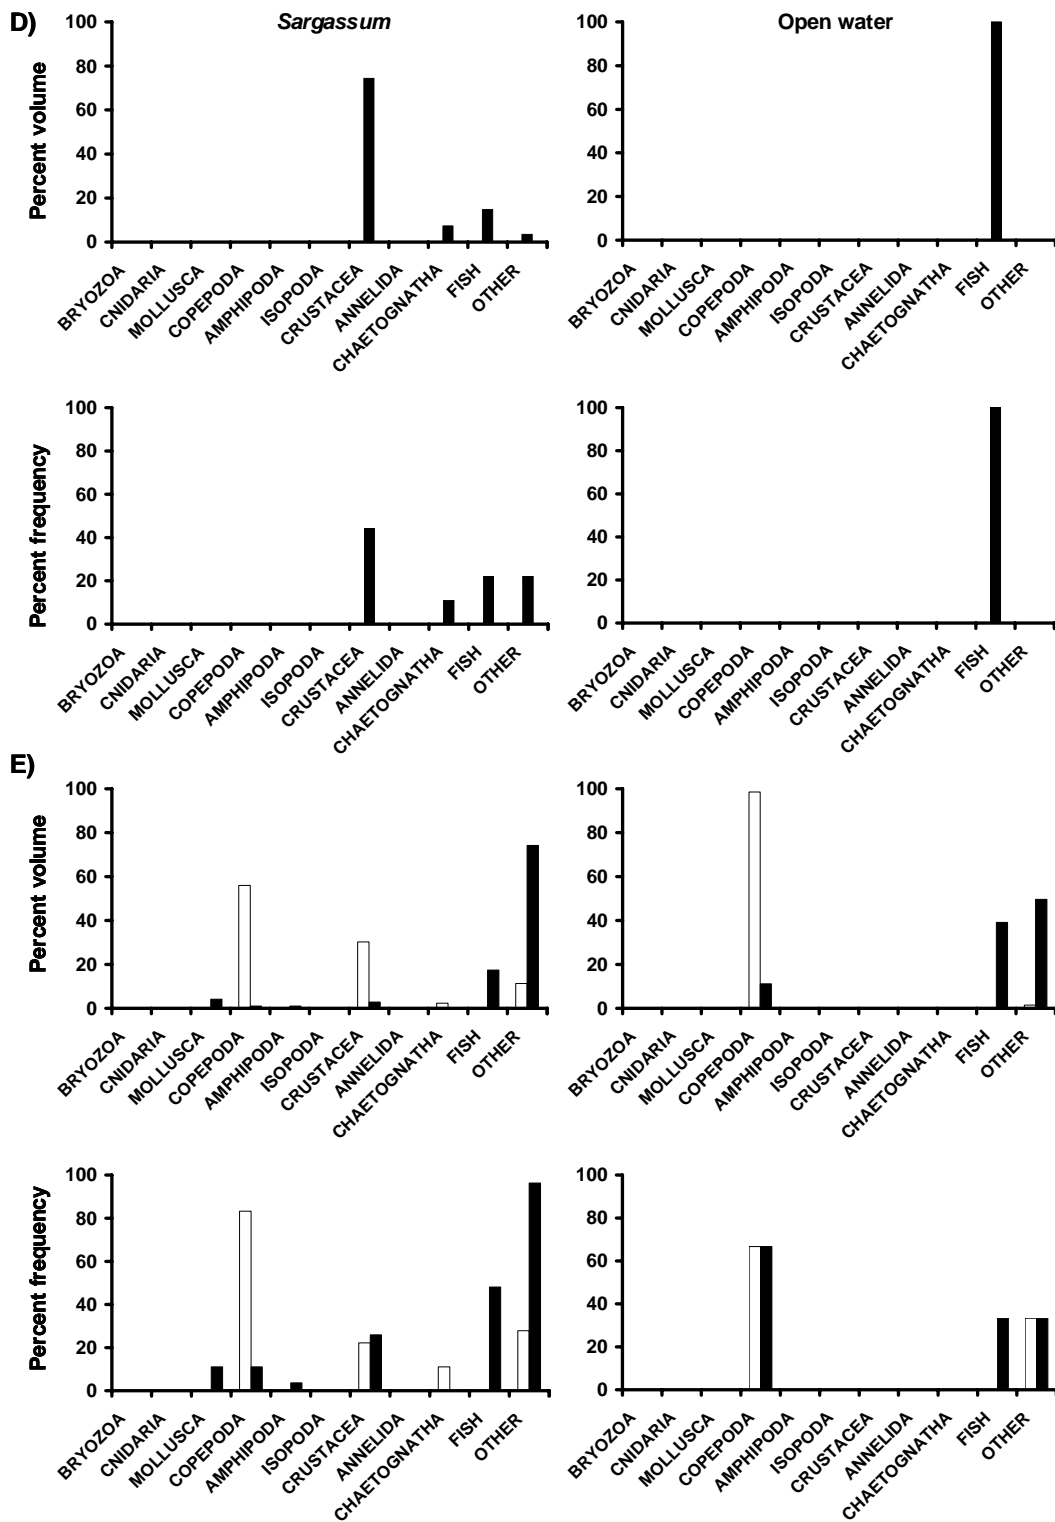 D)
Sargassum
Open water
Percent volume
100
80
60
40
20
0
BRYOZOA
CNIDARIA
MOLLUSCA
COPEPODA
AMPHIPODA
ISOPODA
CRUSTACEA
ANNELIDA
CHAETOGNATHA
FISH
OTHER
100
80
60
40
20
0
BRYOZOA
CNIDARIA
MOLLUSCA
COPEPODA
AMPHIPODA
ISOPODA
CRUSTACEA
ANNELIDA
CHAETOGNATHA
FISH
OTHER
Percent frequency
100
80
60
40
20
0
BRYOZOA
CNIDARIA
MOLLUSCA
COPEPODA
AMPHIPODA
ISOPODA
CRUSTACEA
ANNELIDA
CHAETOGNATHA
FISH
OTHER
100
80
60
40
20
0
BRYOZOA
CNIDARIA
MOLLUSCA
COPEPODA
AMPHIPODA
ISOPODA
CRUSTACEA
ANNELIDA
CHAETOGNATHA
FISH
OTHER
E)
Percent volume
100
80
60
40
20
0
BRYOZOA
CNIDARIA
MOLLUSCA
COPEPODA
AMPHIPODA
ISOPODA
CRUSTACEA
ANNELIDA
CHAETOGNATHA
FISH
OTHER
100
80
60
40
20
0
BRYOZOA
CNIDARIA
MOLLUSCA
COPEPODA
AMPHIPODA
ISOPODA
CRUSTACEA
ANNELIDA
CHAETOGNATHA
FISH
OTHER
Percent frequency
100
80
60
40
20
0
BRYOZOA
CNIDARIA
MOLLUSCA
COPEPODA
AMPHIPODA
ISOPODA
CRUSTACEA
ANNELIDA
CHAETOGNATHA
FISH
OTHER
100
80
60
40
20
0
BRYOZOA
CNIDARIA
MOLLUSCA
COPEPODA
AMPHIPODA
ISOPODA
CRUSTACEA
ANNELIDA
CHAETOGNATHA
FISH
OTHER